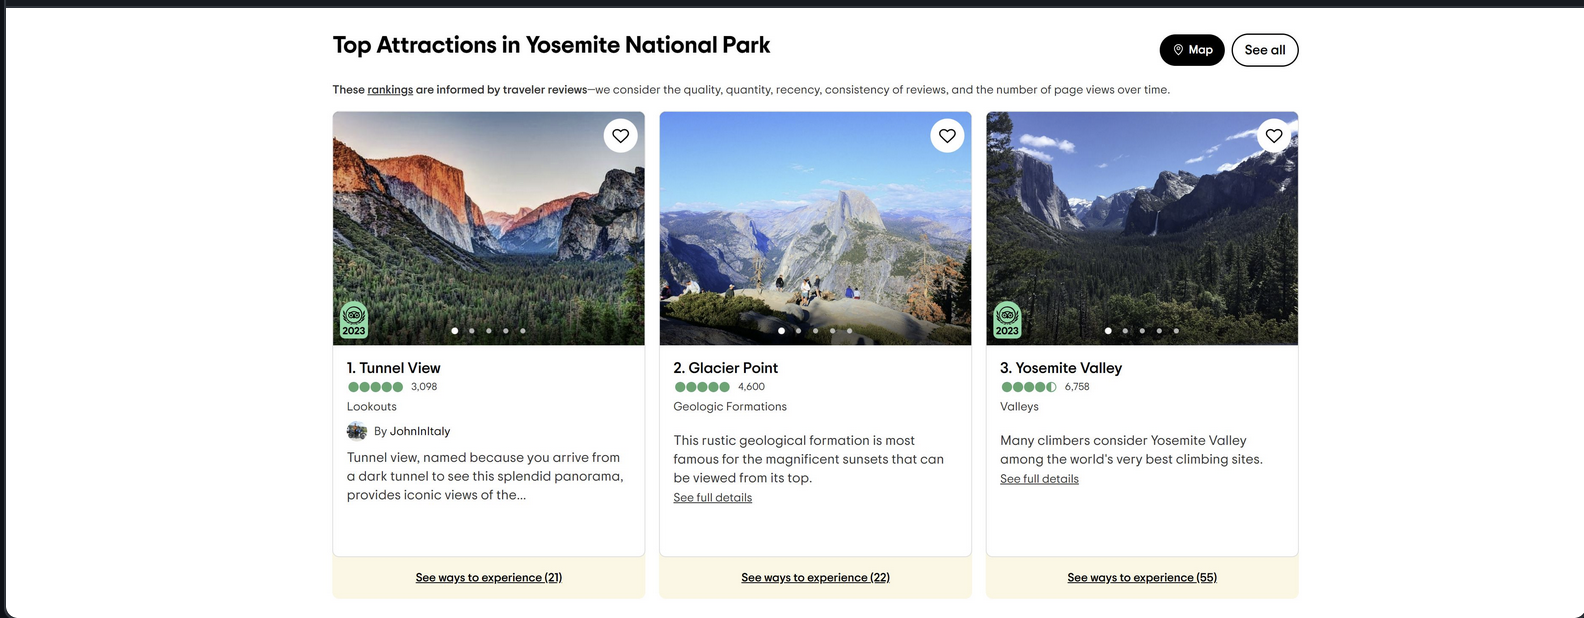 Top Attractions in Yosemite National Park
Map
See all
These rankings are informed by traveler reviews—we consider the quality, quantity, recency, consistency of reviews, and the number of page views over time.
2023
1. Tunnel View
3,098
Lookouts
By JohnInItaly
Tunnel view, named because you arrive from
a dark tunnel to see this splendid panorama,
provides iconic views of the...
See ways to experience (21)
2. Glacier Point
4,600
Geologic Formations
This rustic geological formation is most
famous for the magnificent sunsets that can
be viewed from its top.
See full details
See ways to experience (22)
2023
3. Yosemite Valley
6,758
Valleys
Many climbers consider Yosemite Valley
among the world's very best climbing sites.
See full details
See ways to experience (55)